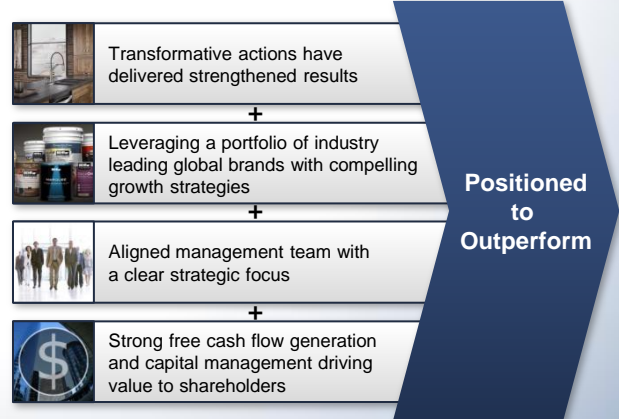 Transformative actions have
delivered strengthened results
+
Leveraging a portfolio of industry
leading global brands with compelling
growth strategies
+
Aligned management team with
a clear strategic focus
+
Strong free cash flow generation
and capital management driving
value to shareholders
$
Positioned
to
Outperform